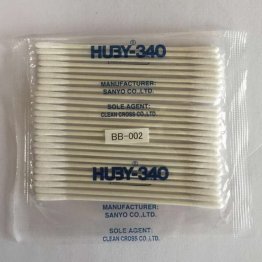 HUBY-340
MANUFACTURER:
SANYO CO.,LTD.
SOLE AGENT:
CLEAN CROSS CO.,LTD.
BB-002
HUBY-340
MANUFACTURER:
SANYO CO.,LTD.
SOLE AGENT:
CLEAN CROSS CO.,LTD.